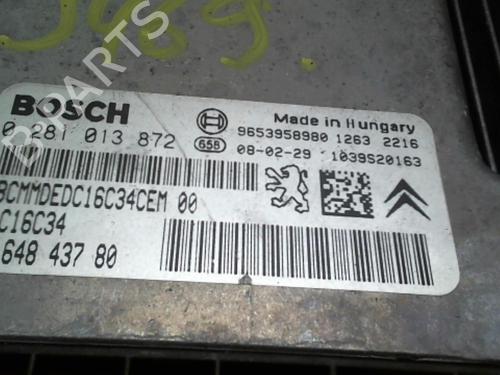 BOSCH
Made in Hungary
0 281 013 872
9653958980 1263 2216
658
08-02-29 1039S20163
BCMMDEDC16C34CEM 00
C16C34
648 437 80
B-PARTS